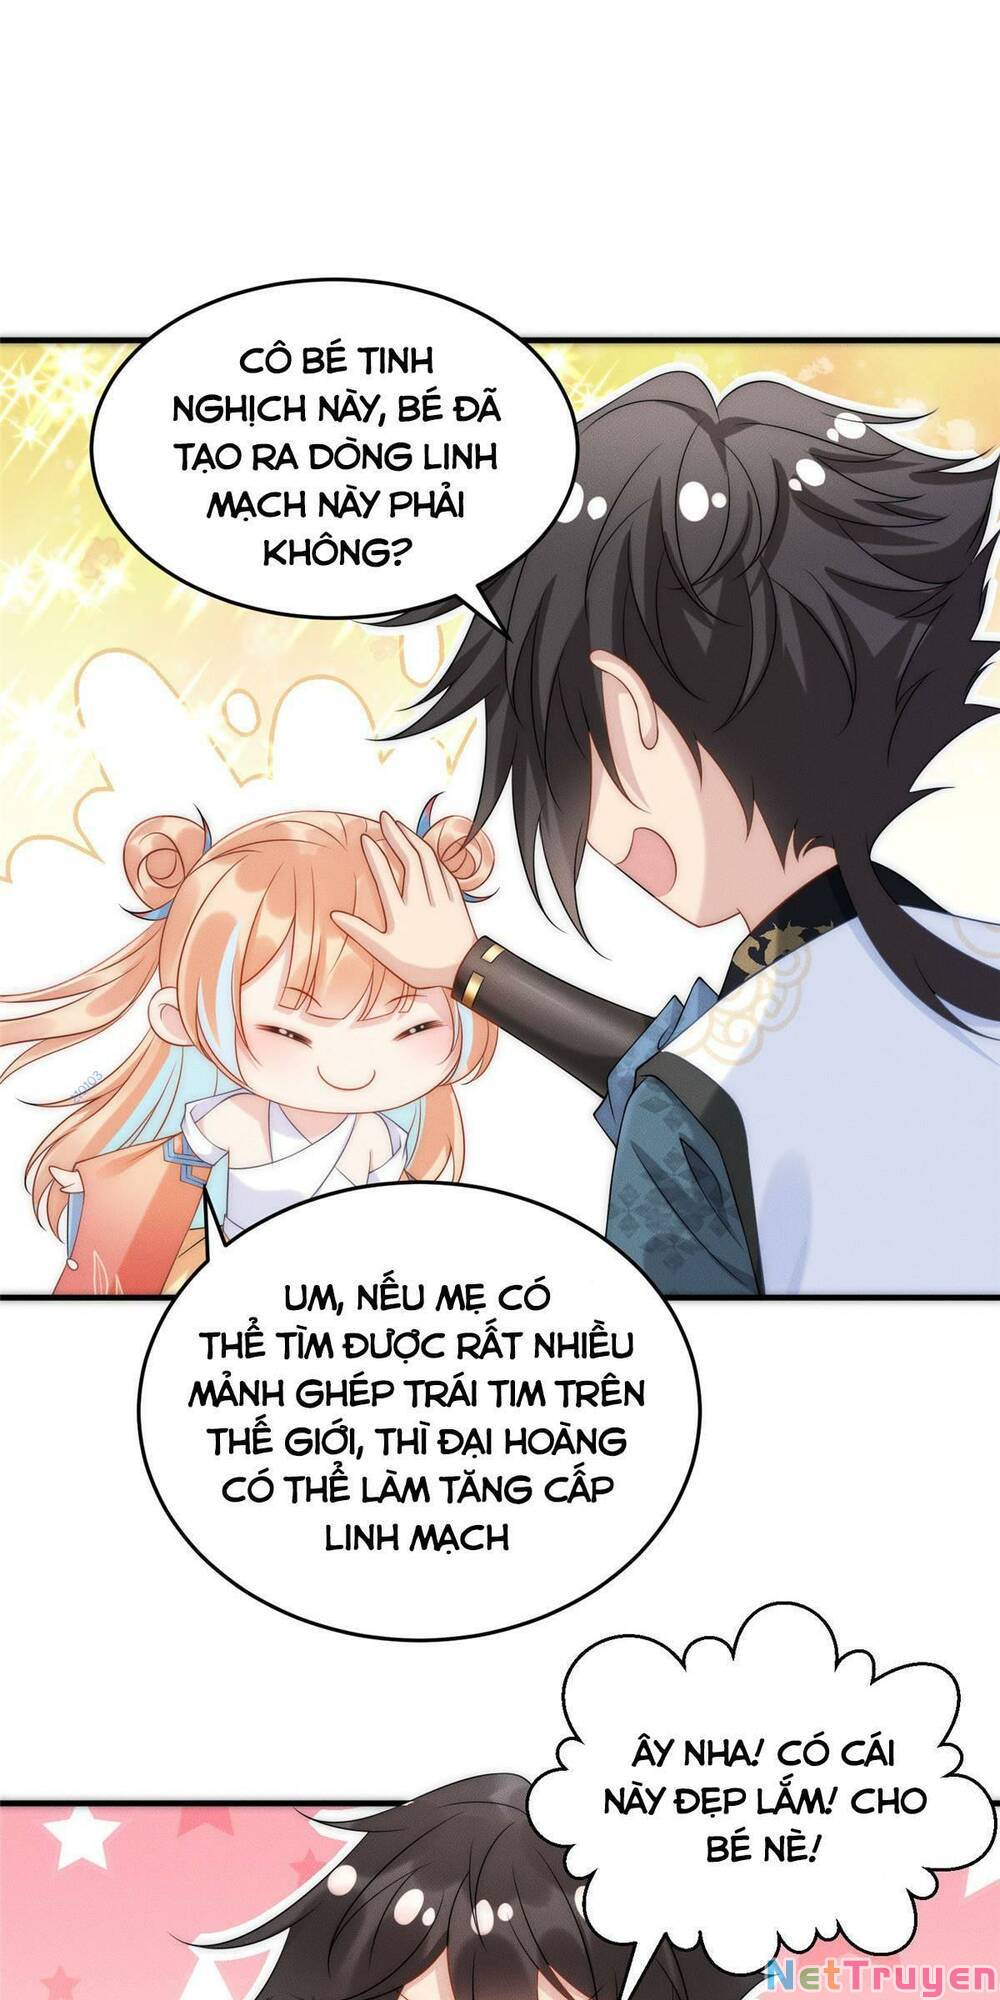 CÔ BÉ TINH
NGHỊCH NÀY, BÉ ĐÃ
TẠO RA DÒNG LINH
MẠCH NÀY PHẢI
KHÔNG?
210103
UM, NẾU MẸ CÓ
THỂ TÌM ĐƯỢC RẤT NHIỀU
MẢNH GHÉP TRÁI TIM TRÊN
THẾ GIỚI, THÌ ĐẠI HOÀNG
CÓ THỂ LÀM TĂNG CẤP
LINH MẠCH
ÂY NHA! CÓ CÁI
NÀY ĐẸP LẮM! CHO
BÉ NÈ!
NetTruyen